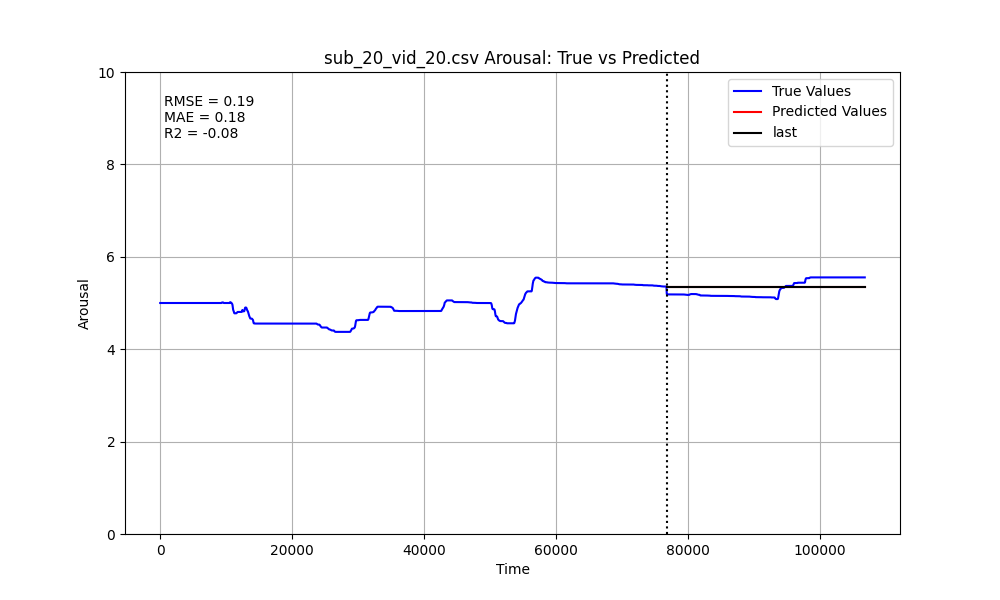 sub_20_vid_20.csv Arousal: True vs Predicted
RMSE = 0.19
MAE = 0.18
R2 = -0.08
True Values
Predicted Values
last
Arousal
10
8
6
4
2
0
0
20000
40000
60000
80000
100000
Time